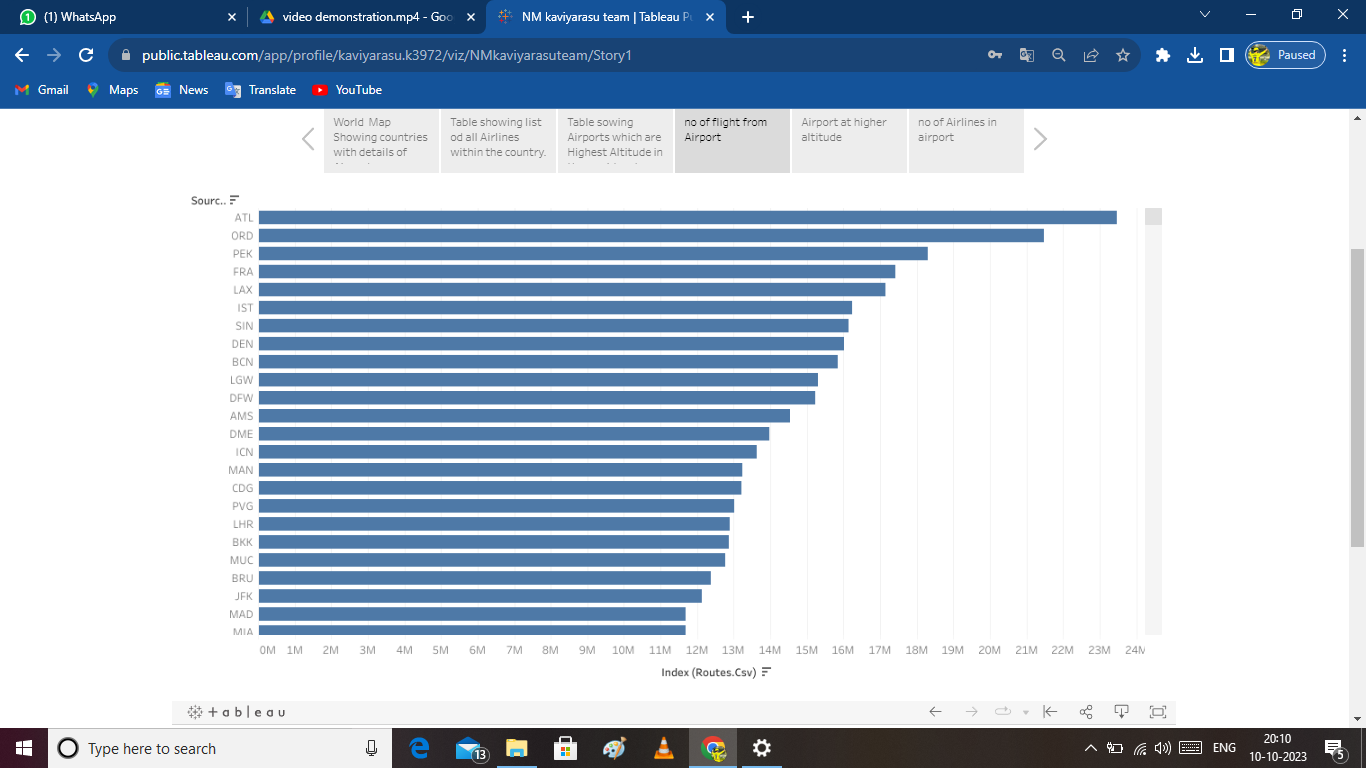 (1) WhatsApp
video demonstration.mp4 - Goo
NM kaviyarasu team | Tableau Pu
public.tableau.com/app/profile/kaviyarasu.k3972/viz/NMkaviyarasuteam/Story1
Paused
Gmail
Maps
News
Translate
YouTube
World Map
Showing countries
with details of
Table showing list
od all Airlines
within the country.
Table sowing
Airports which are
Highest Altitude in
no of flight from
Airport
Airport at higher
altitude
no of Airlines in
airport
Sourc..
ATL
ORD
PEK
FRA
LAX
IST
SIN
DEN
BCN
LGW
DFW
AMS
DME
ICN
MAN
CDG
PVG
LHR
BKK
MUC
BRU
JFK
MAD
MIA
0M 1M 2M 3M 4M 5M 6M 7M 8M 9M 10M 11M 12M 13M 14M 15M 16M 17M 18M 19M 20M 21M 22M 23M 24M
Index (Routes.Csv)
+ableau
Type here to search
13
ENG
20:10
10-10-2023
5